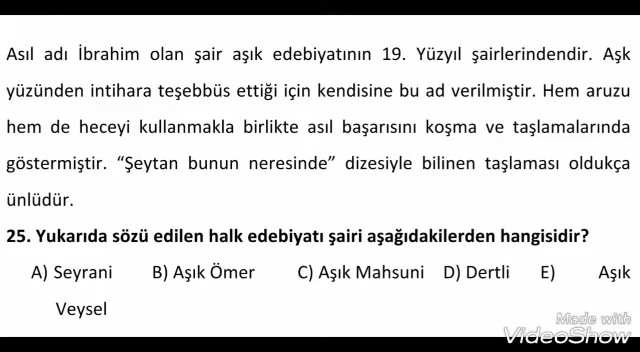 Asıl adı İbrahim olan şair aşık edebiyatının 19. Yüzyıl şairlerindendir. Aşk
yüzünden intihara teşebbüs ettiği için kendisine bu ad verilmiştir. Hem aruzu
hem de heceyi kullanmakla birlikte asıl başarısını koşma ve taşlamalarında
göstermiştir. “Şeytan bunun neresinde” dizesiyle bilinen taşlaması oldukça
ünlüdür.
25. Yukarıda sözü edilen halk edebiyatı şairi aşağıdakilerden hangisidir?
A) Seyrani B) Aşık Ömer C) Aşık Mahsuni D) Dertli E) Aşık
Veysel
Made with
VideoShow